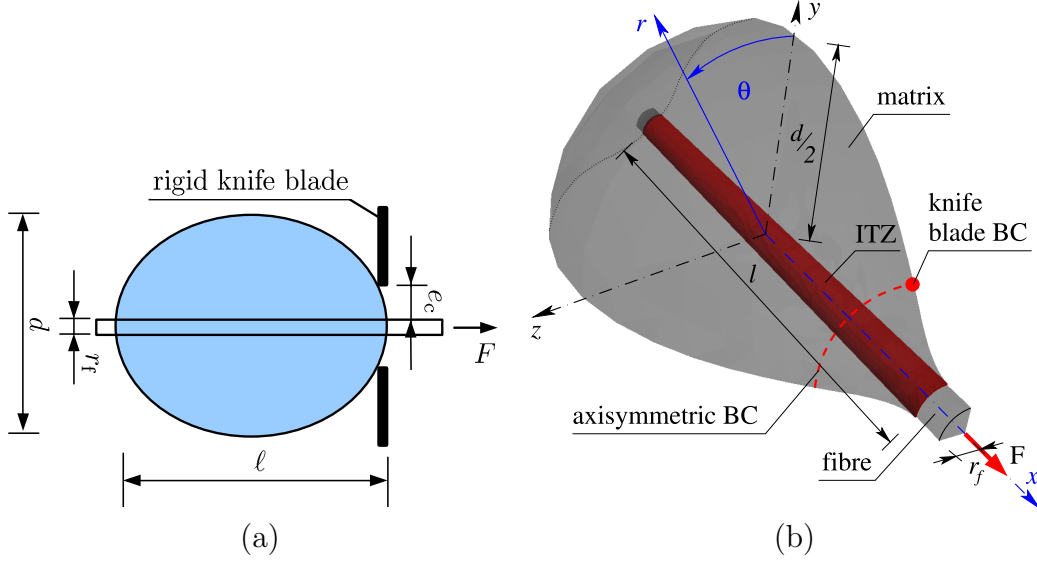 rigid knife blade
d
r_f
e_c
F
ℓ
(a)
r
y
θ
d/2
matrix
knife
blade BC
ITZ
l
z
axisymmetric BC
fibre
r_f
F
x
(b)